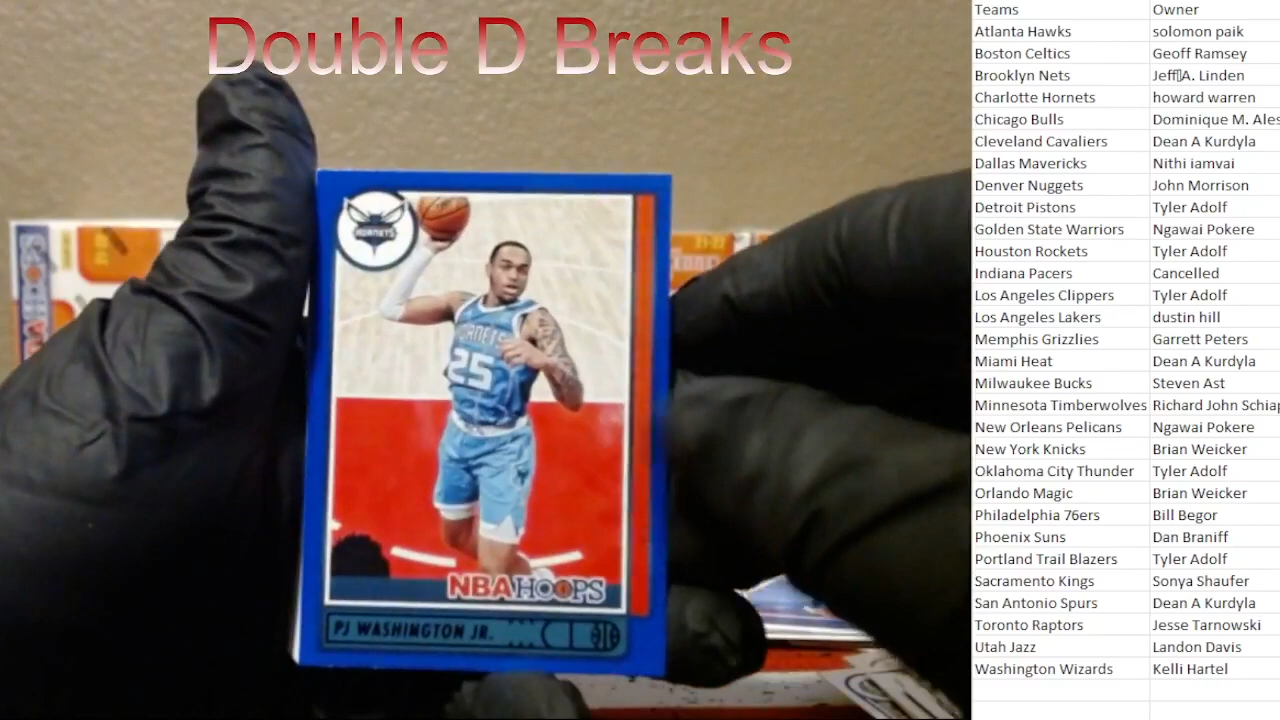 Double D Breaks
HORNETS
HORNETS
25
NBA HOOPS
PJ WASHINGTON JR.
Teams Owner
Atlanta Hawks solomon paik
Boston Celtics Geoff Ramsey
Brooklyn Nets Jeff▯A. Linden
Charlotte Hornets howard warren
Chicago Bulls Dominique M. Ales
Cleveland Cavaliers Dean A Kurdyla
Dallas Mavericks Nithi iamvai
Denver Nuggets John Morrison
Detroit Pistons Tyler Adolf
Golden State Warriors Ngawai Pokere
Houston Rockets Tyler Adolf
Indiana Pacers Cancelled
Los Angeles Clippers Tyler Adolf
Los Angeles Lakers dustin hill
Memphis Grizzlies Garrett Peters
Miami Heat Dean A Kurdyla
Milwaukee Bucks Steven Ast
Minnesota Timberwolves Richard John Schiap
New Orleans Pelicans Ngawai Pokere
New York Knicks Brian Weicker
Oklahoma City Thunder Tyler Adolf
Orlando Magic Brian Weicker
Philadelphia 76ers Bill Begor
Phoenix Suns Dan Braniff
Portland Trail Blazers Tyler Adolf
Sacramento Kings Sonya Shaufer
San Antonio Spurs Dean A Kurdyla
Toronto Raptors Jesse Tarnowski
Utah Jazz Landon Davis
Washington Wizards Kelli Hartel